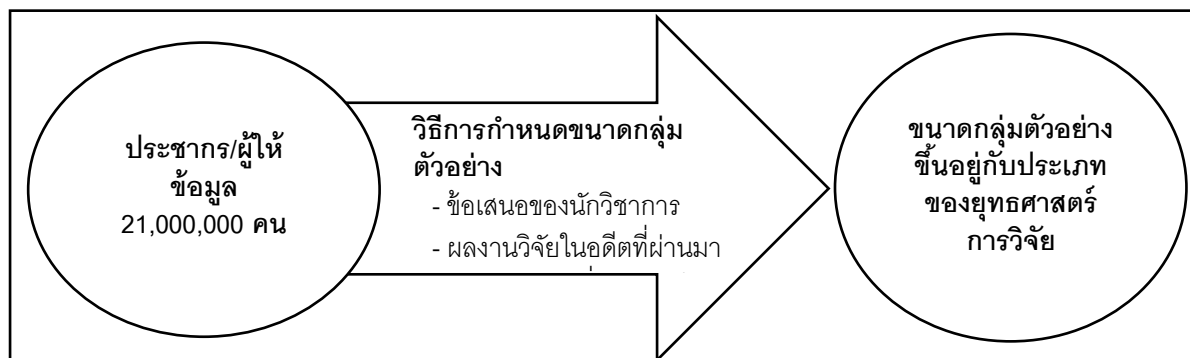 ประชากร/ผู้ให้
ข้อมูล
21,000,000 คน
วิธีการกำหนดขนาดกลุ่ม
ตัวอย่าง
- ข้อเสนอของนักวิชาการ
- ผลงานวิจัยในอดีตที่ผ่านมา
ขนาดกลุ่มตัวอย่าง
ขึ้นอยู่กับประเภท
ของยุทธศาสตร์
การวิจัย